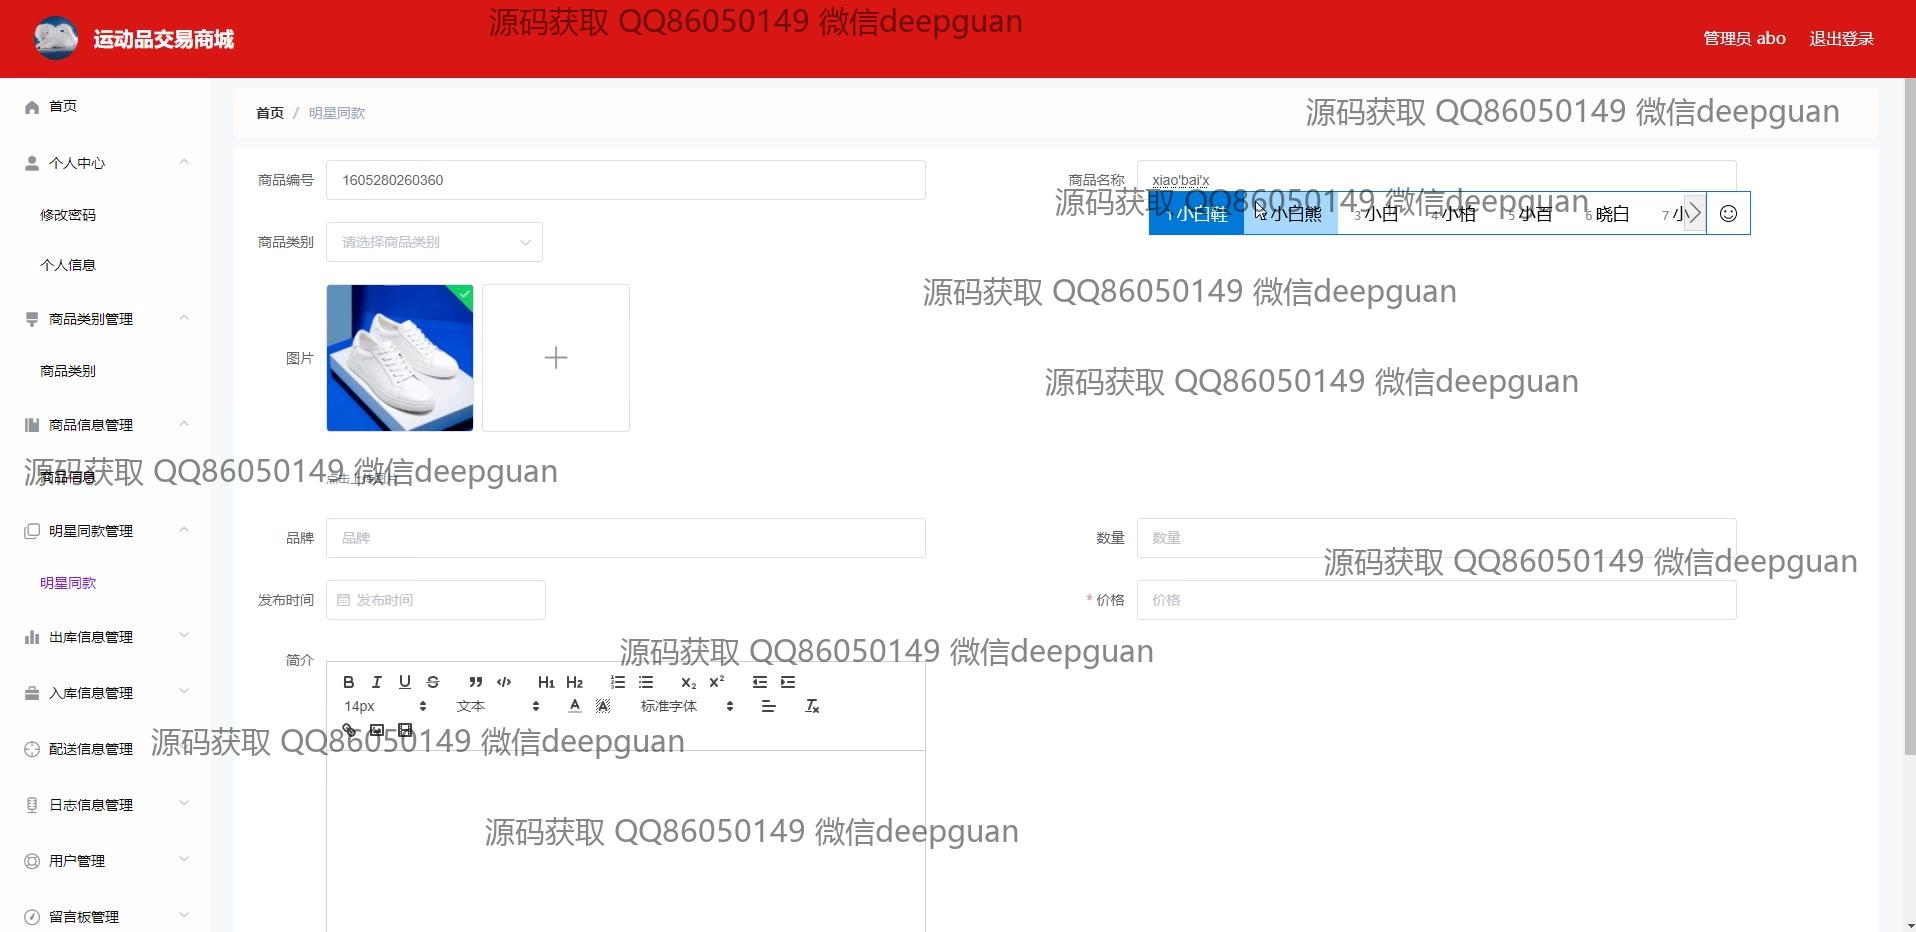 源码获取 QQ86050149 微信deepguan
运动品交易商城
管理员 abo 退出登录
首页
首页 / 明星同款
源码获取 QQ86050149 微信deepguan
个人中心
修改密码
个人信息
商品类别管理
商品类别
商品信息管理
商品信息
明星同款管理
明星同款
出库信息管理
入库信息管理
配送信息管理
日志信息管理
用户管理
留言板管理
商品编号 1605280260360
商品名称 xiao'bai'x
源码获取 QQ86050149 微信deepguan
1 小白鞋 2 小白熊 3 小白 4 小柏 5 小百 6 晓白 7 小
商品类别 请选择商品类别
源码获取 QQ86050149 微信deepguan
图片
源码获取 QQ86050149 微信deepguan
源码获取 QQ86050149 微信deepguan
点击上传图片
品牌 品牌
数量 数量
源码获取 QQ86050149 微信deepguan
发布时间 发布时间
* 价格 价格
源码获取 QQ86050149 微信deepguan
简介
B I U S H1 H2 X2 X2
14px 文本 A A 标准字体
源码获取 QQ86050149 微信deepguan
源码获取 QQ86050149 微信deepguan